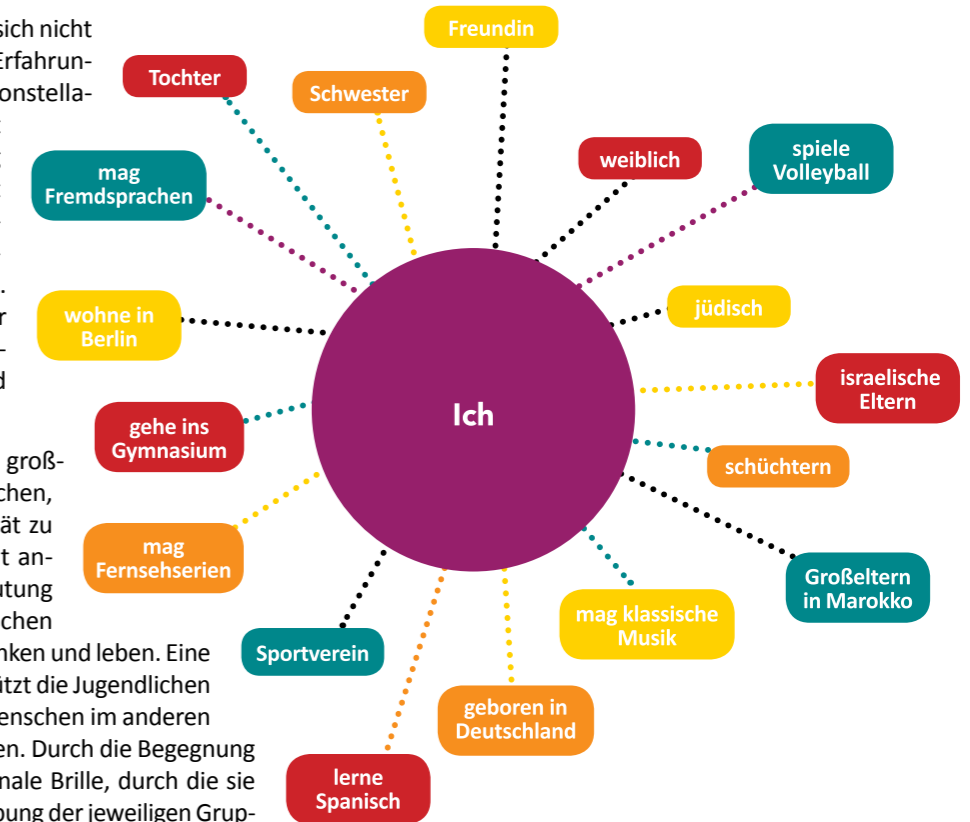 sich nicht
Erfahrun-
onstella-
r
-
d
groß-
chen,
ät zu
t an-
utung
chen
nken und leben. Eine
ützt die Jugendlichen
enschen im anderen
en. Durch die Begegnung
nale Brille, durch die sie
bung der jeweiligen Grup-
Freundin
Tochter
Schwester
weiblich
spiele
Volleyball
mag
Fremdsprachen
wohne in
Berlin
jüdisch
israelische
Eltern
Ich
gehe ins
Gymnasium
schüchtern
mag
Fernsehserien
Großeltern
in Marokko
mag klassische
Musik
Sportverein
geboren in
Deutschland
lerne
Spanisch